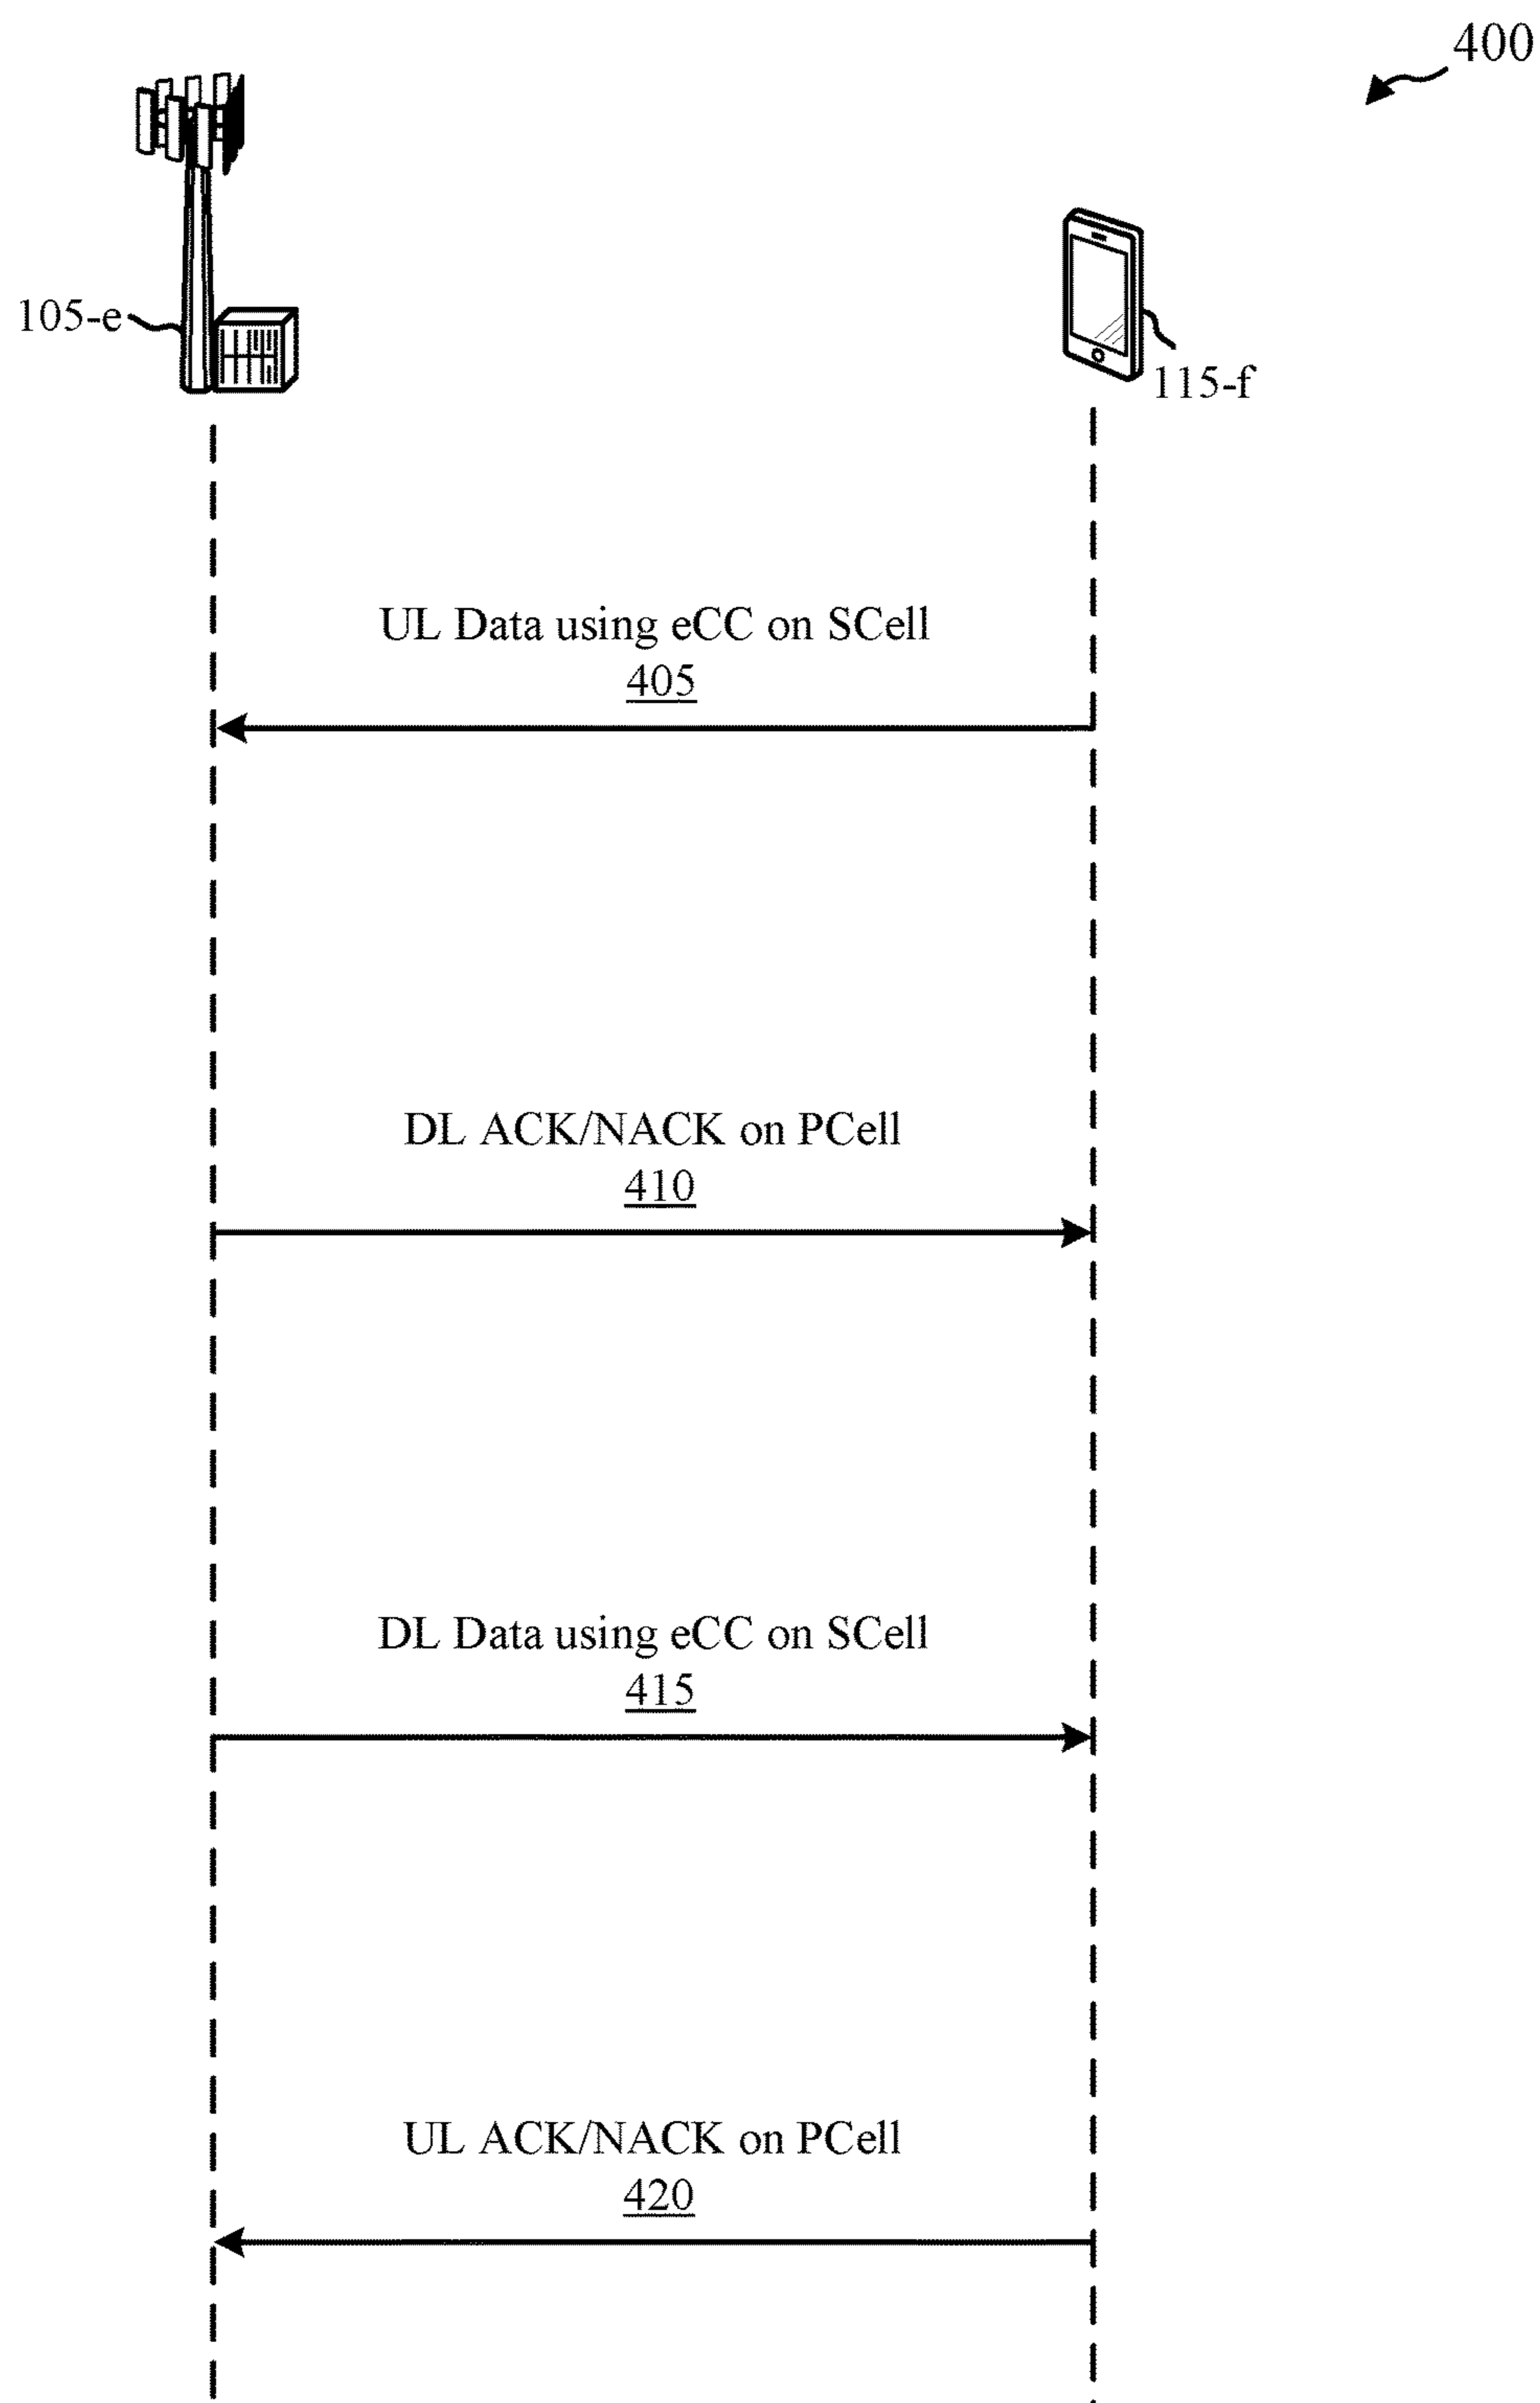 400
105-e
115-f
UL Data using eCC on SCell
405
DL ACK/NACK on PCell
410
DL Data using eCC on SCell
415
UL ACK/NACK on PCell
420